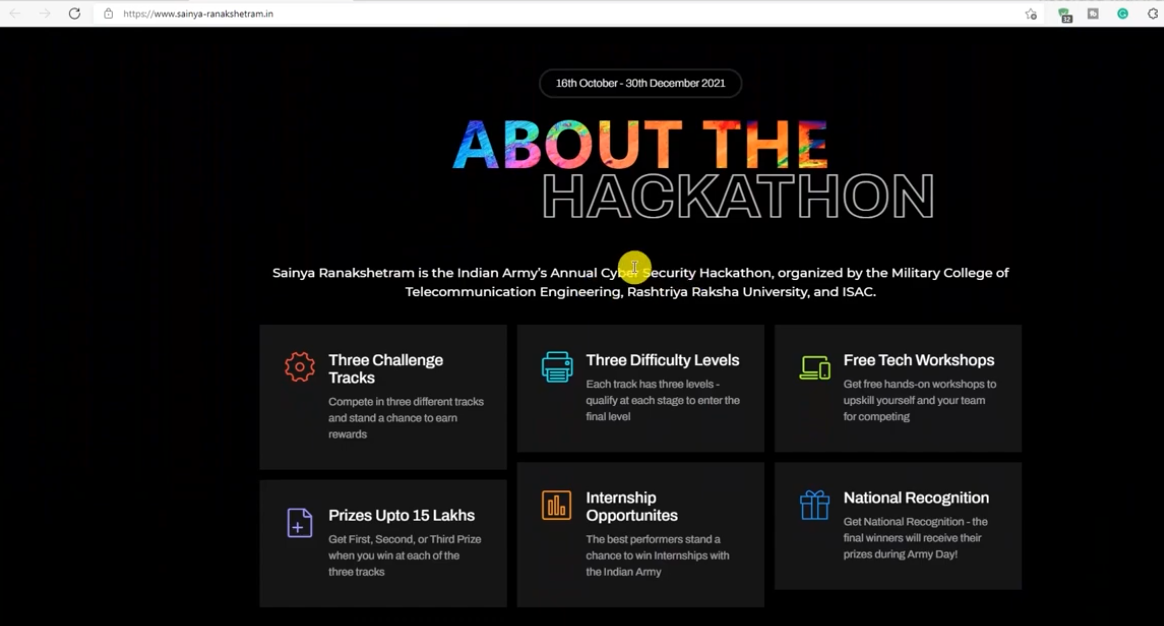 https://www.sainya-ranakshetram.in
32
16th October - 30th December 2021
ABOUT THE
HACKATHON
Sainya Ranakshetram is the Indian Army's Annual Cyber Security Hackathon, organized by the Military College of
Telecommunication Engineering, Rashtriya Raksha University, and ISAC.
Three Challenge
Tracks
Compete in three different tracks
and stand a chance to earn
rewards
Three Difficulty Levels
Each track has three levels -
qualify at each stage to enter the
final level
Free Tech Workshops
Get free hands-on workshops to
upskill yourself and your team
for competing
Prizes Upto 15 Lakhs
Get First, Second, or Third Prize
when you win at each of the
three tracks
Internship
Opportunites
The best performers stand a
chance to win Internships with
the Indian Army
National Recognition
Get National Recognition - the
final winners will receive their
prizes during Army Day!